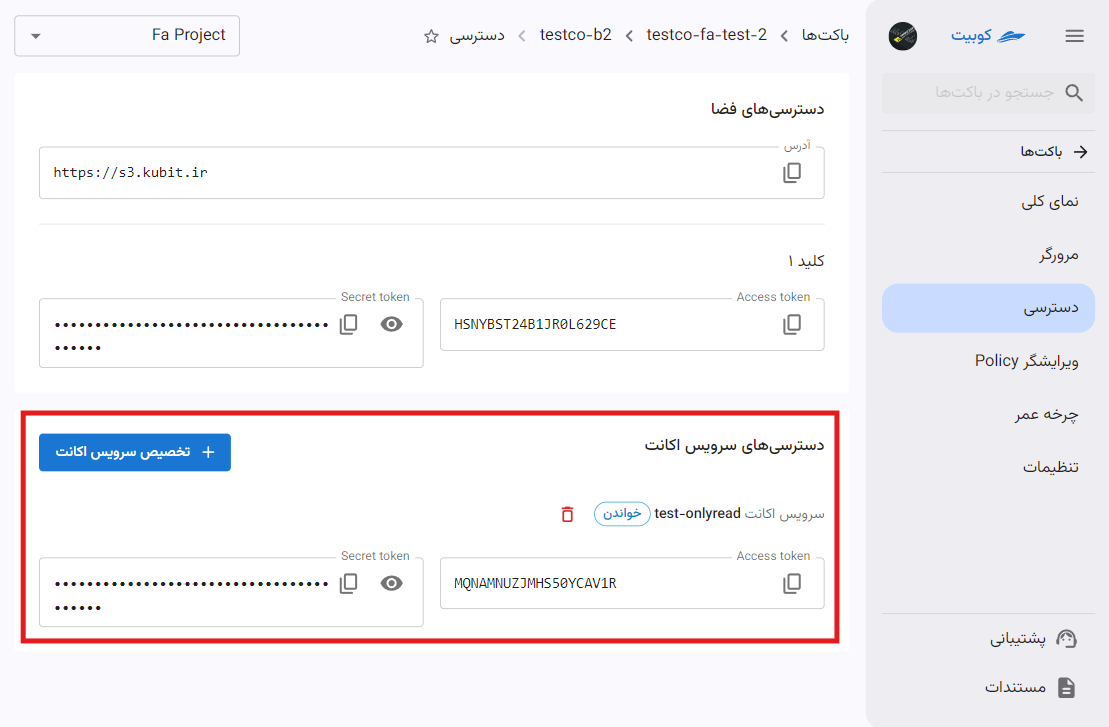 کوبیت
جستجو در باکت‌ها
باکت‌ها
نمای کلی
مرورگر
دسترسی
ویرایشگر Policy
چرخه عمر
تنظیمات
پشتیبانی
مستندات
باکت‌ها
testco-fa-test-2
testco-b2
دسترسی
Fa Project
دسترسی‌های فضا
آدرس
https://s3.kubit.ir
کلید ۱
Access token
HSNYBST24B1JR0L629CE
Secret token
••••••••••••••••••••••••••••••••••
••••••
دسترسی‌های سرویس اکانت
تخصیص سرویس اکانت
سرویس اکانت test-onlyread خواندن
Access token
MQNAMNUZJMHS50YCAV1R
Secret token
••••••••••••••••••••••••••••••••••
••••••